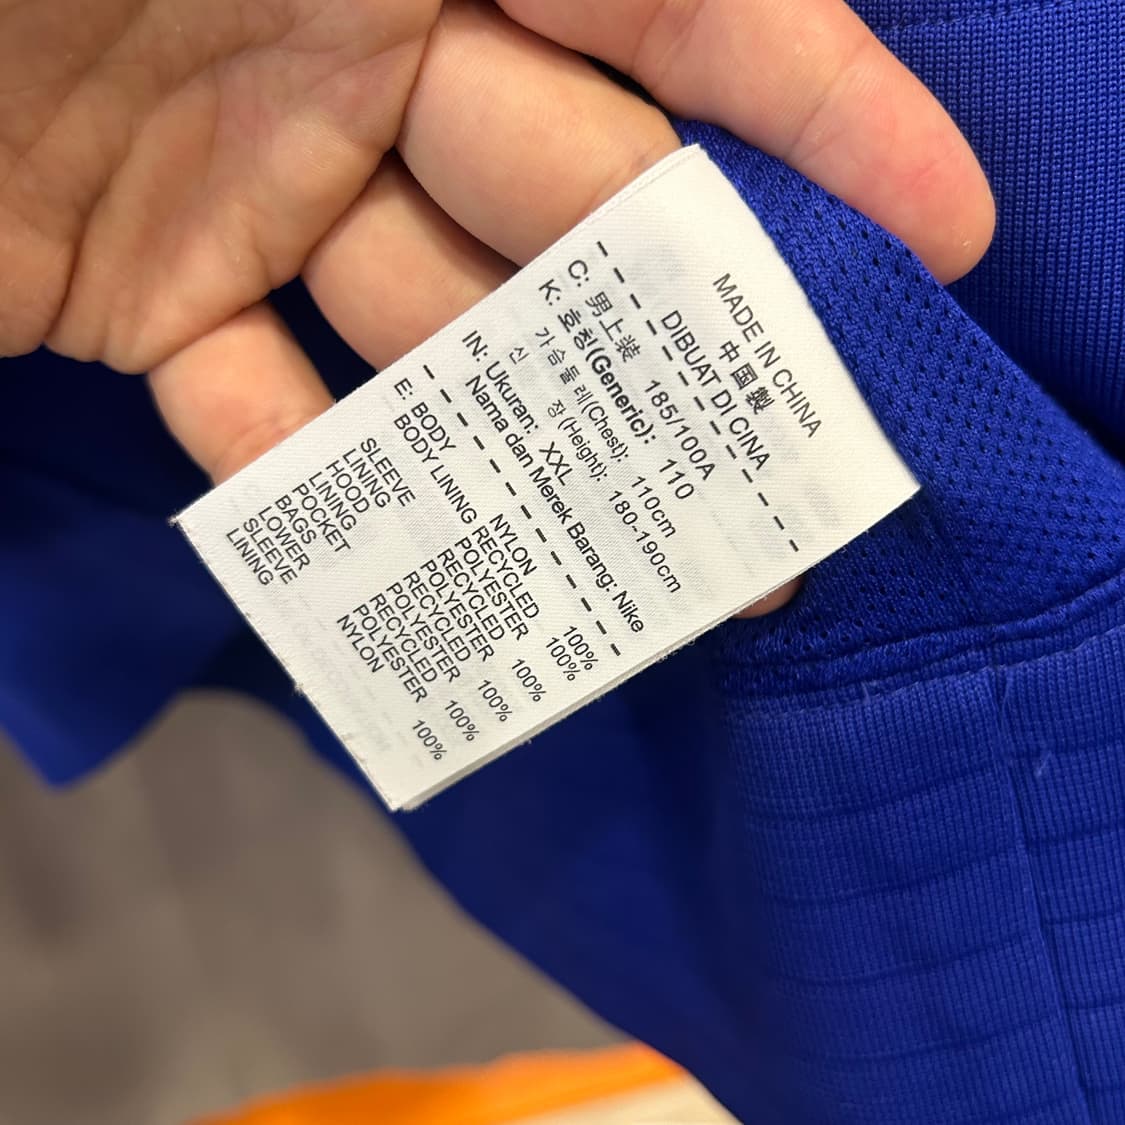 MADE IN CHINA
中国製
DIBUAT DI CINA
C: 男上装 185/100A
K: 호칭(Generic): 110
가슴둘레(Chest): 110cm
신 장(Height): 180-190cm
IN: Ukuran: XXL
Nama dan Merek Barang: Nike
E: BODY NYLON 100%
BODY LINING RECYCLED POLYESTER 100%
SLEEVE LINING RECYCLED POLYESTER 100%
HOOD LINING RECYCLED POLYESTER 100%
POCKET BAGS RECYCLED POLYESTER 100%
LOWER SLEEVE LINING NYLON 100%